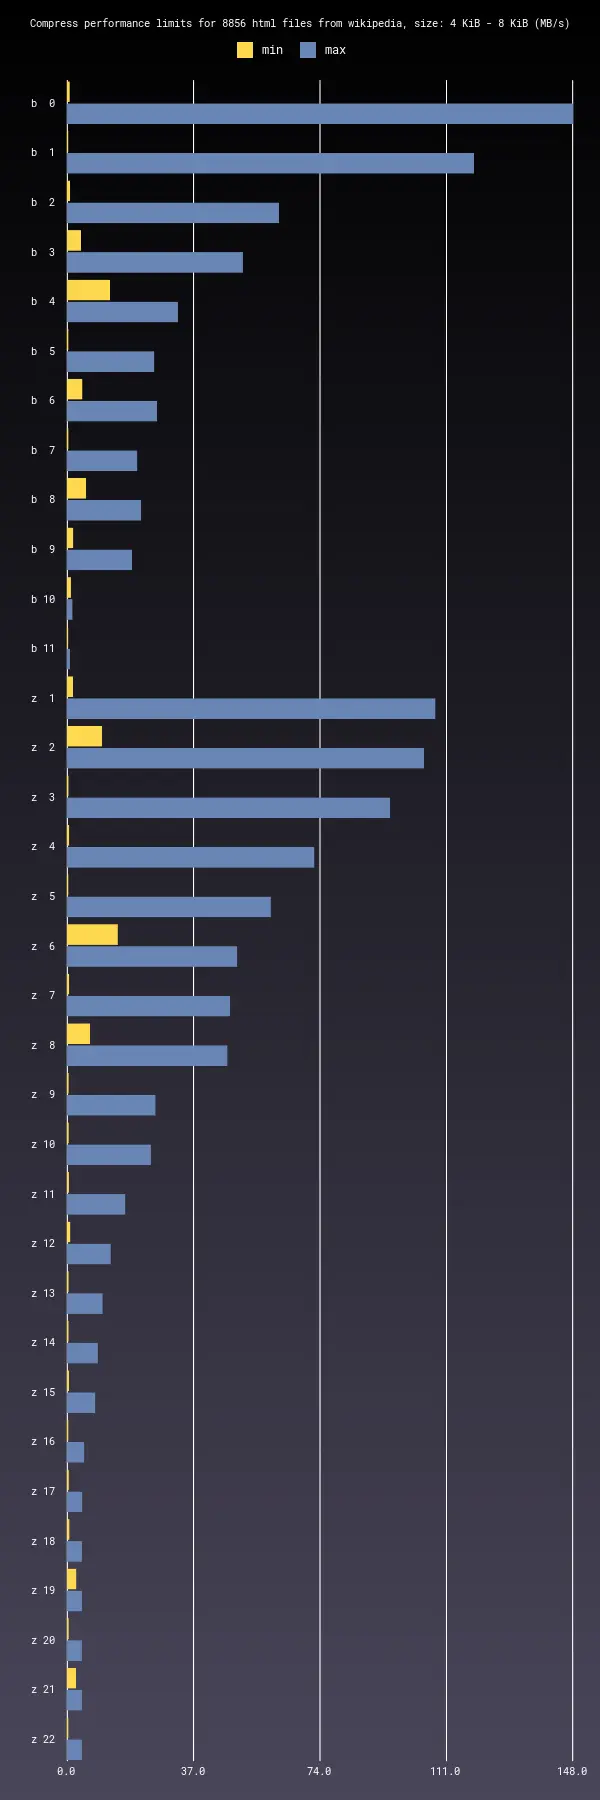 Compress performance limits for 8856 html files from wikipedia, size: 4 KiB - 8 KiB (MB/s)
min max
b 0
b 1
b 2
b 3
b 4
b 5
b 6
b 7
b 8
b 9
b 10
b 11
z 1
z 2
z 3
z 4
z 5
z 6
z 7
z 8
z 9
z 10
z 11
z 12
z 13
z 14
z 15
z 16
z 17
z 18
z 19
z 20
z 21
z 22
0.0 37.0 74.0 111.0 148.0